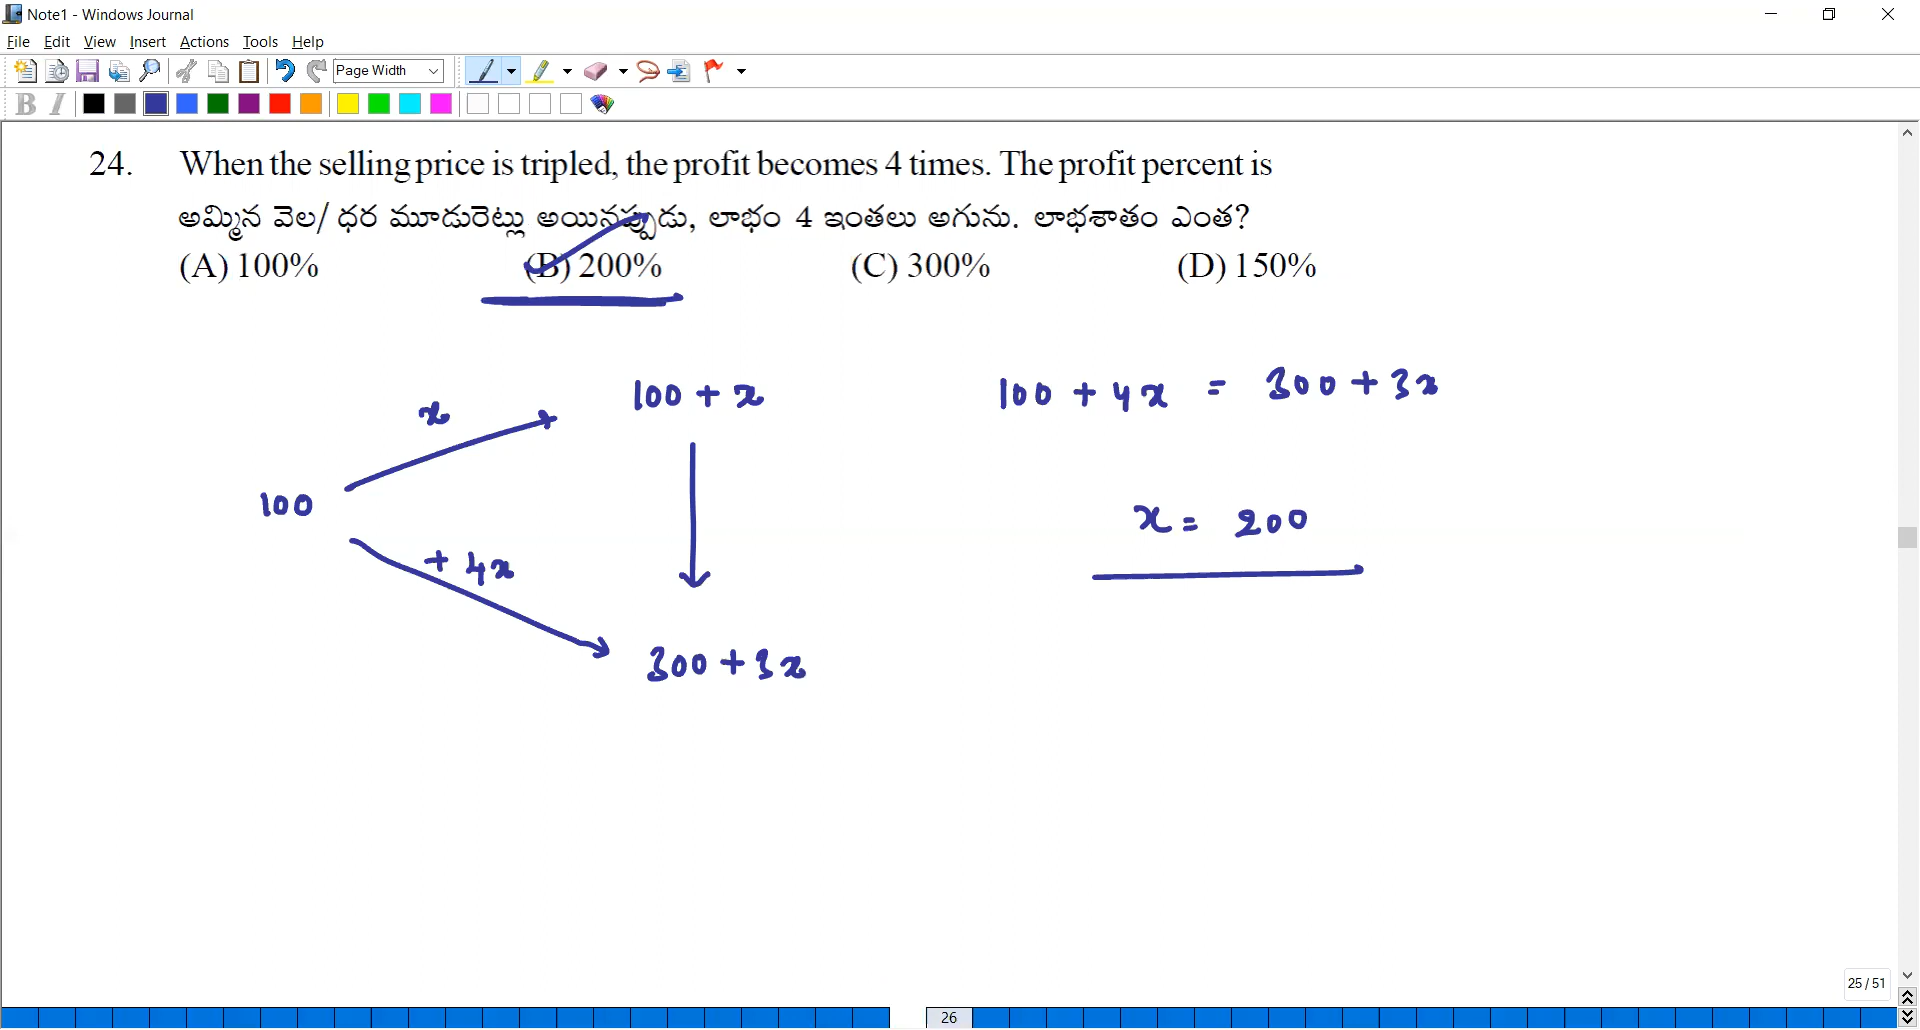 Note1 - Windows Journal
File Edit View Insert Actions Tools Help
Page Width
B I
24. When the selling price is tripled, the profit becomes 4 times. The profit percent is
అమ్మిన వెల/ ధర మూడురెట్లు అయినప్పుడు, లాభం 4 ఇంతలు అగును. లాభశాతం ఎంత?
(A) 100% (B) 200% (C) 300% (D) 150%
x 100 + x 100 + 4x = 300 + 3x
100 x = 200
+ 4x
300 + 3x
25 / 51
26